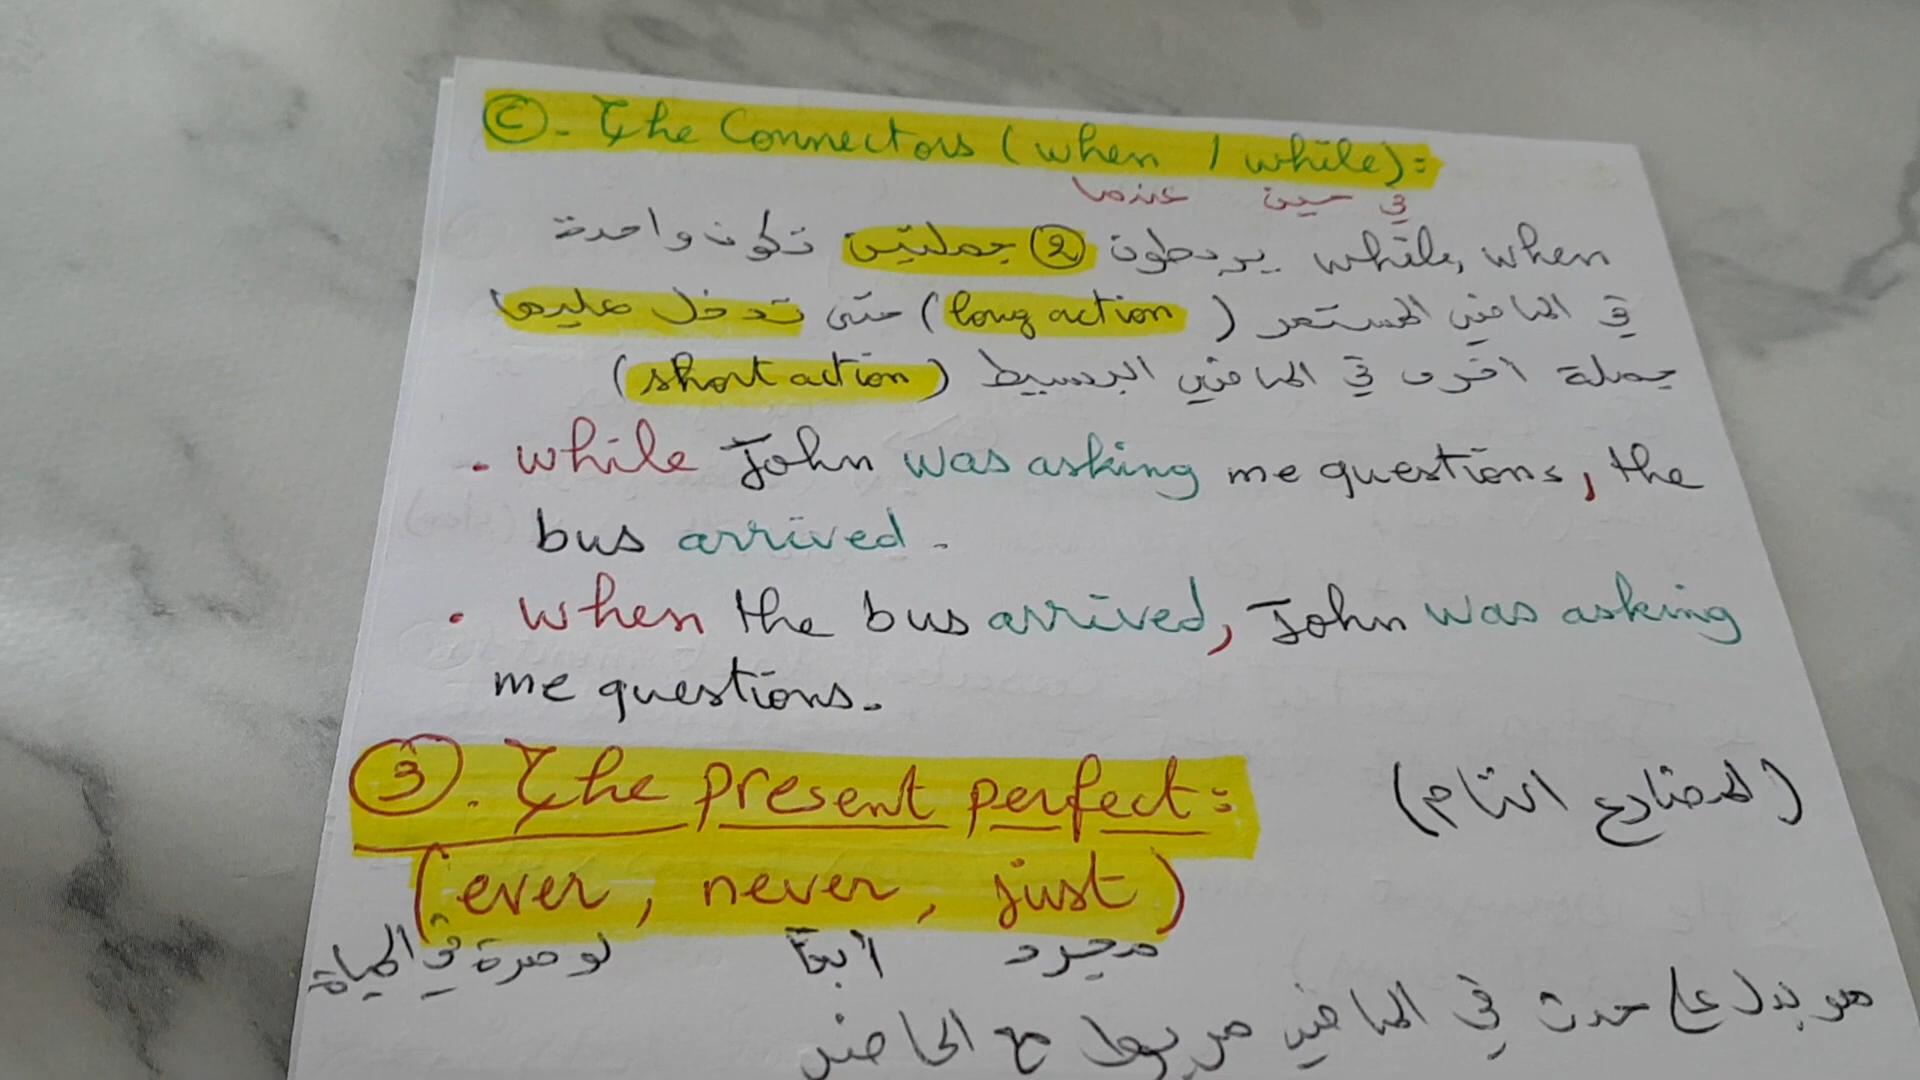 ©. The Connectors (when / while):
في حين عندما
while, when يربطون ② جملتين تكون واحدة
في الماضي المستمر (long action) حتى تدخل عليها
جملة أخرى في الماضي البسيط (short action)
. while John was asking me questions, the
bus arrived.
. when the bus arrived, John was asking
me questions.
③. The present perfect: (المضارع التام)
(ever, never, just)
لو مرة في الحياة أبدًا مجرد
هو يدل على حدث في الماضي مربوط مع الحاضر